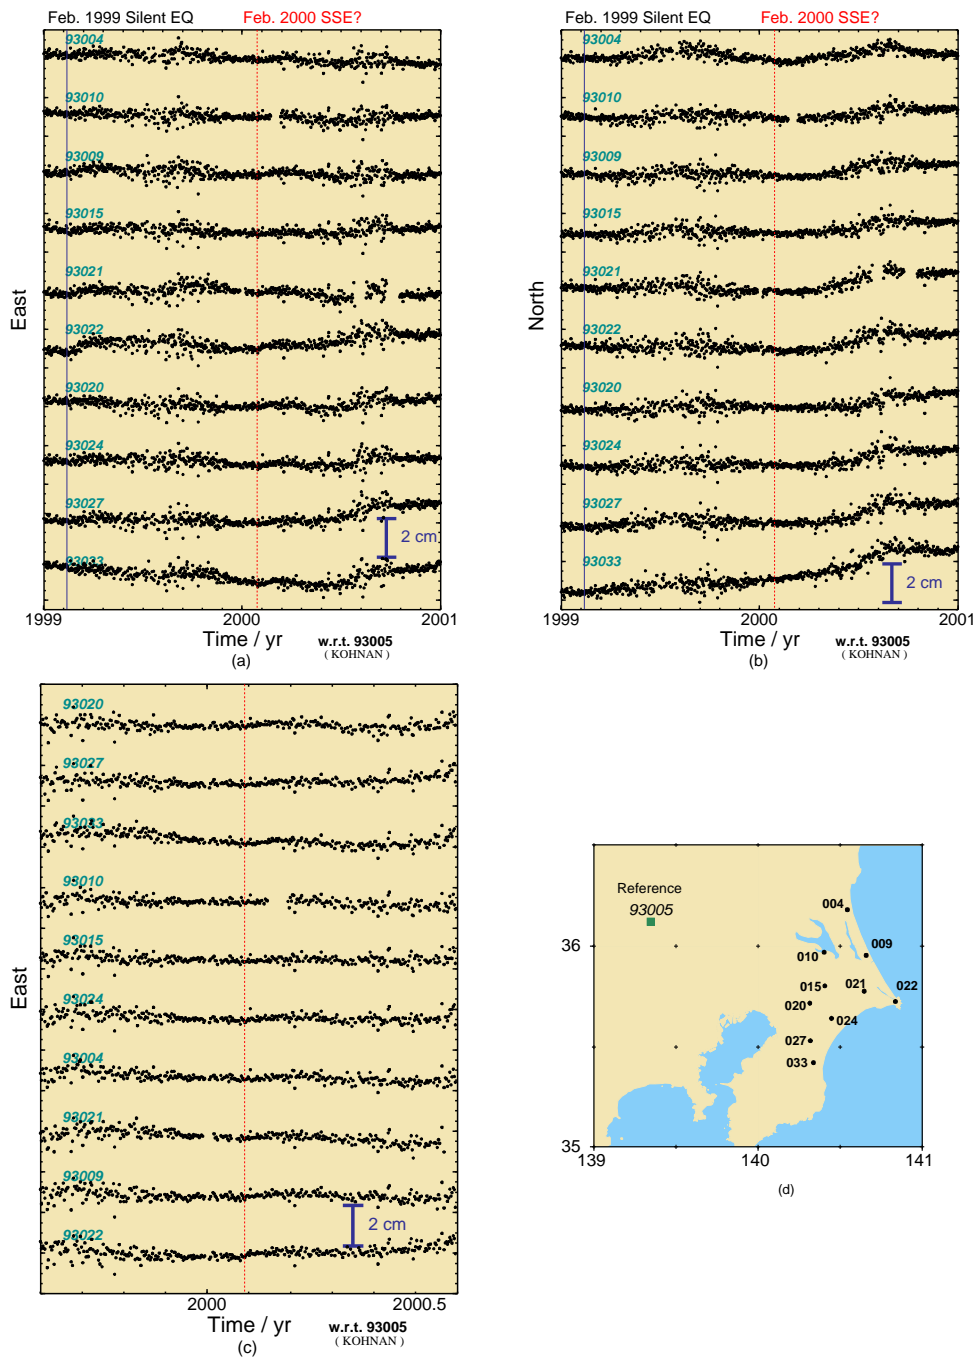 Feb. 1999 Silent EQ
Feb. 2000 SSE?
93004
93010
93009
93015
93021
93022
93020
93024
93027
93033
East
2 cm
1999
2000
2001
Time / yr
w.r.t. 93005
( KOHNAN )
(a)
Feb. 1999 Silent EQ
Feb. 2000 SSE?
93004
93010
93009
93015
93021
93022
93020
93024
93027
93033
North
2 cm
1999
2000
2001
Time / yr
w.r.t. 93005
( KOHNAN )
(b)
93020
93027
93033
93010
93015
93024
93004
93021
93009
93022
East
2 cm
2000
2000.5
Time / yr
w.r.t. 93005
( KOHNAN )
(c)
Reference
93005
004
009
010
015
021
022
020
024
027
033
36
35
139
140
141
(d)